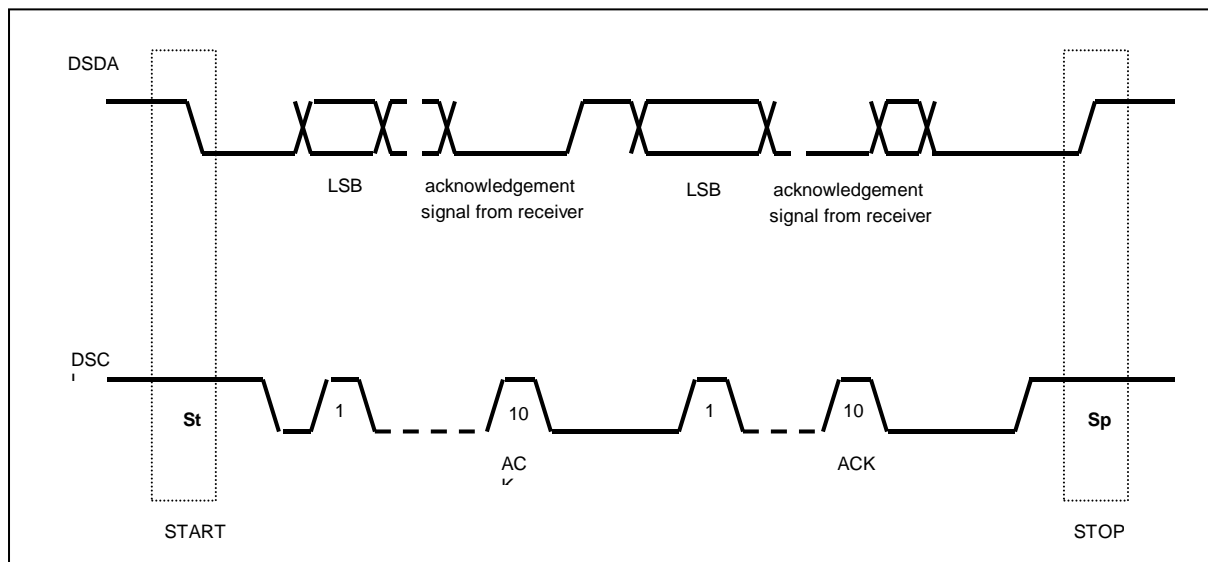 DSDA
LSB
acknowledgement
signal from receiver
LSB
acknowledgement
signal from receiver
DSC
St
1
10
1
10
Sp
AC
ACK
START
STOP